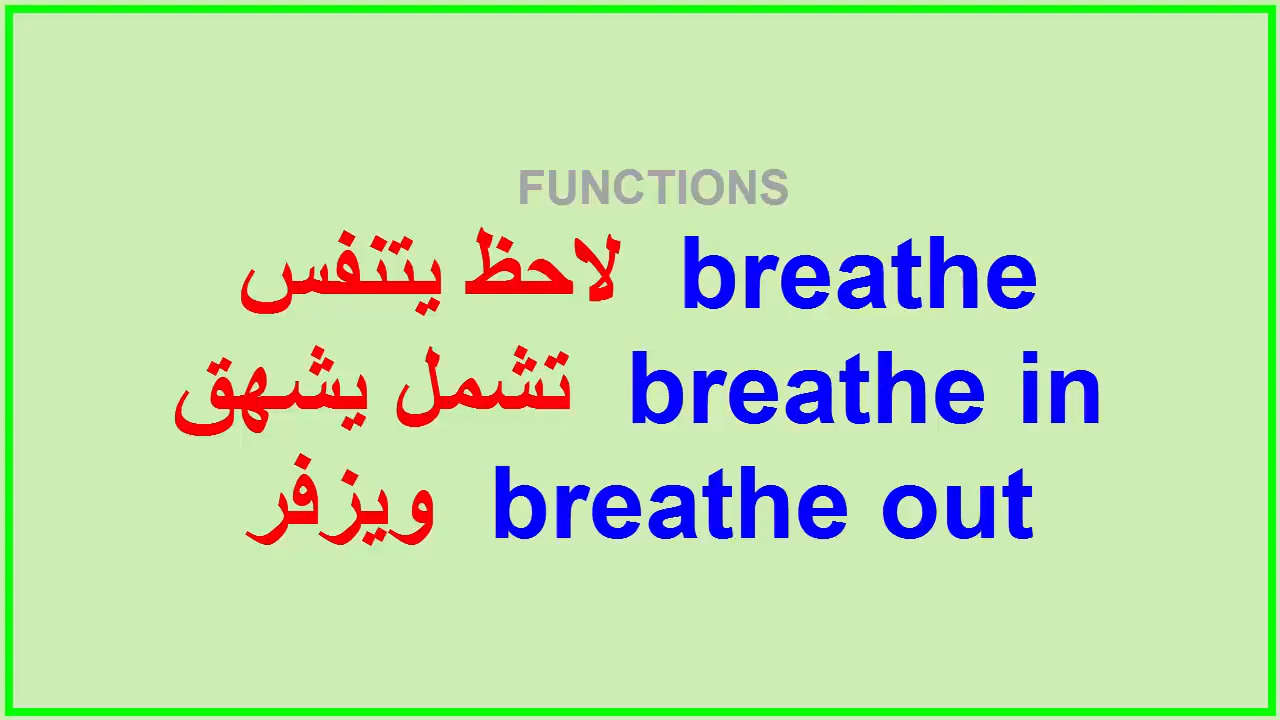 FUNCTIONS
لاحظ يتنفس breathe
تشمل يشهق breathe in
ويزفر breathe out